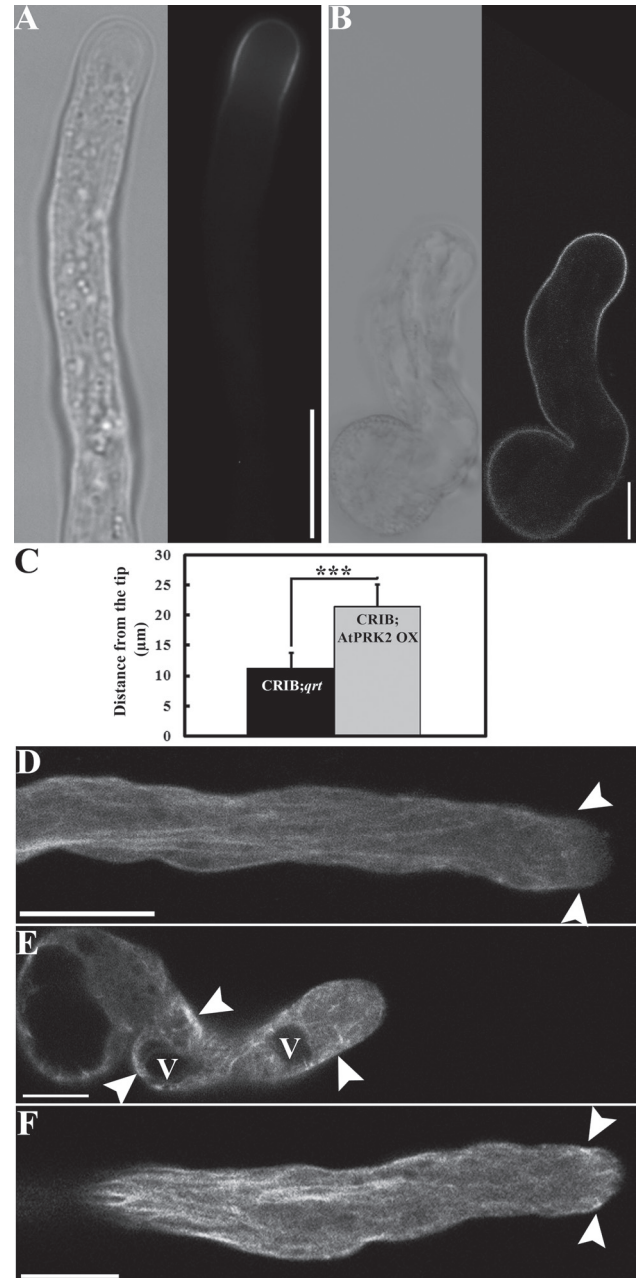 A
B
C
Distance from the tip
(µm)
30
25
20
15
10
5
0
***
CRIB;qrt
CRIB;
AtPRK2 OX
D
E
V
V
F